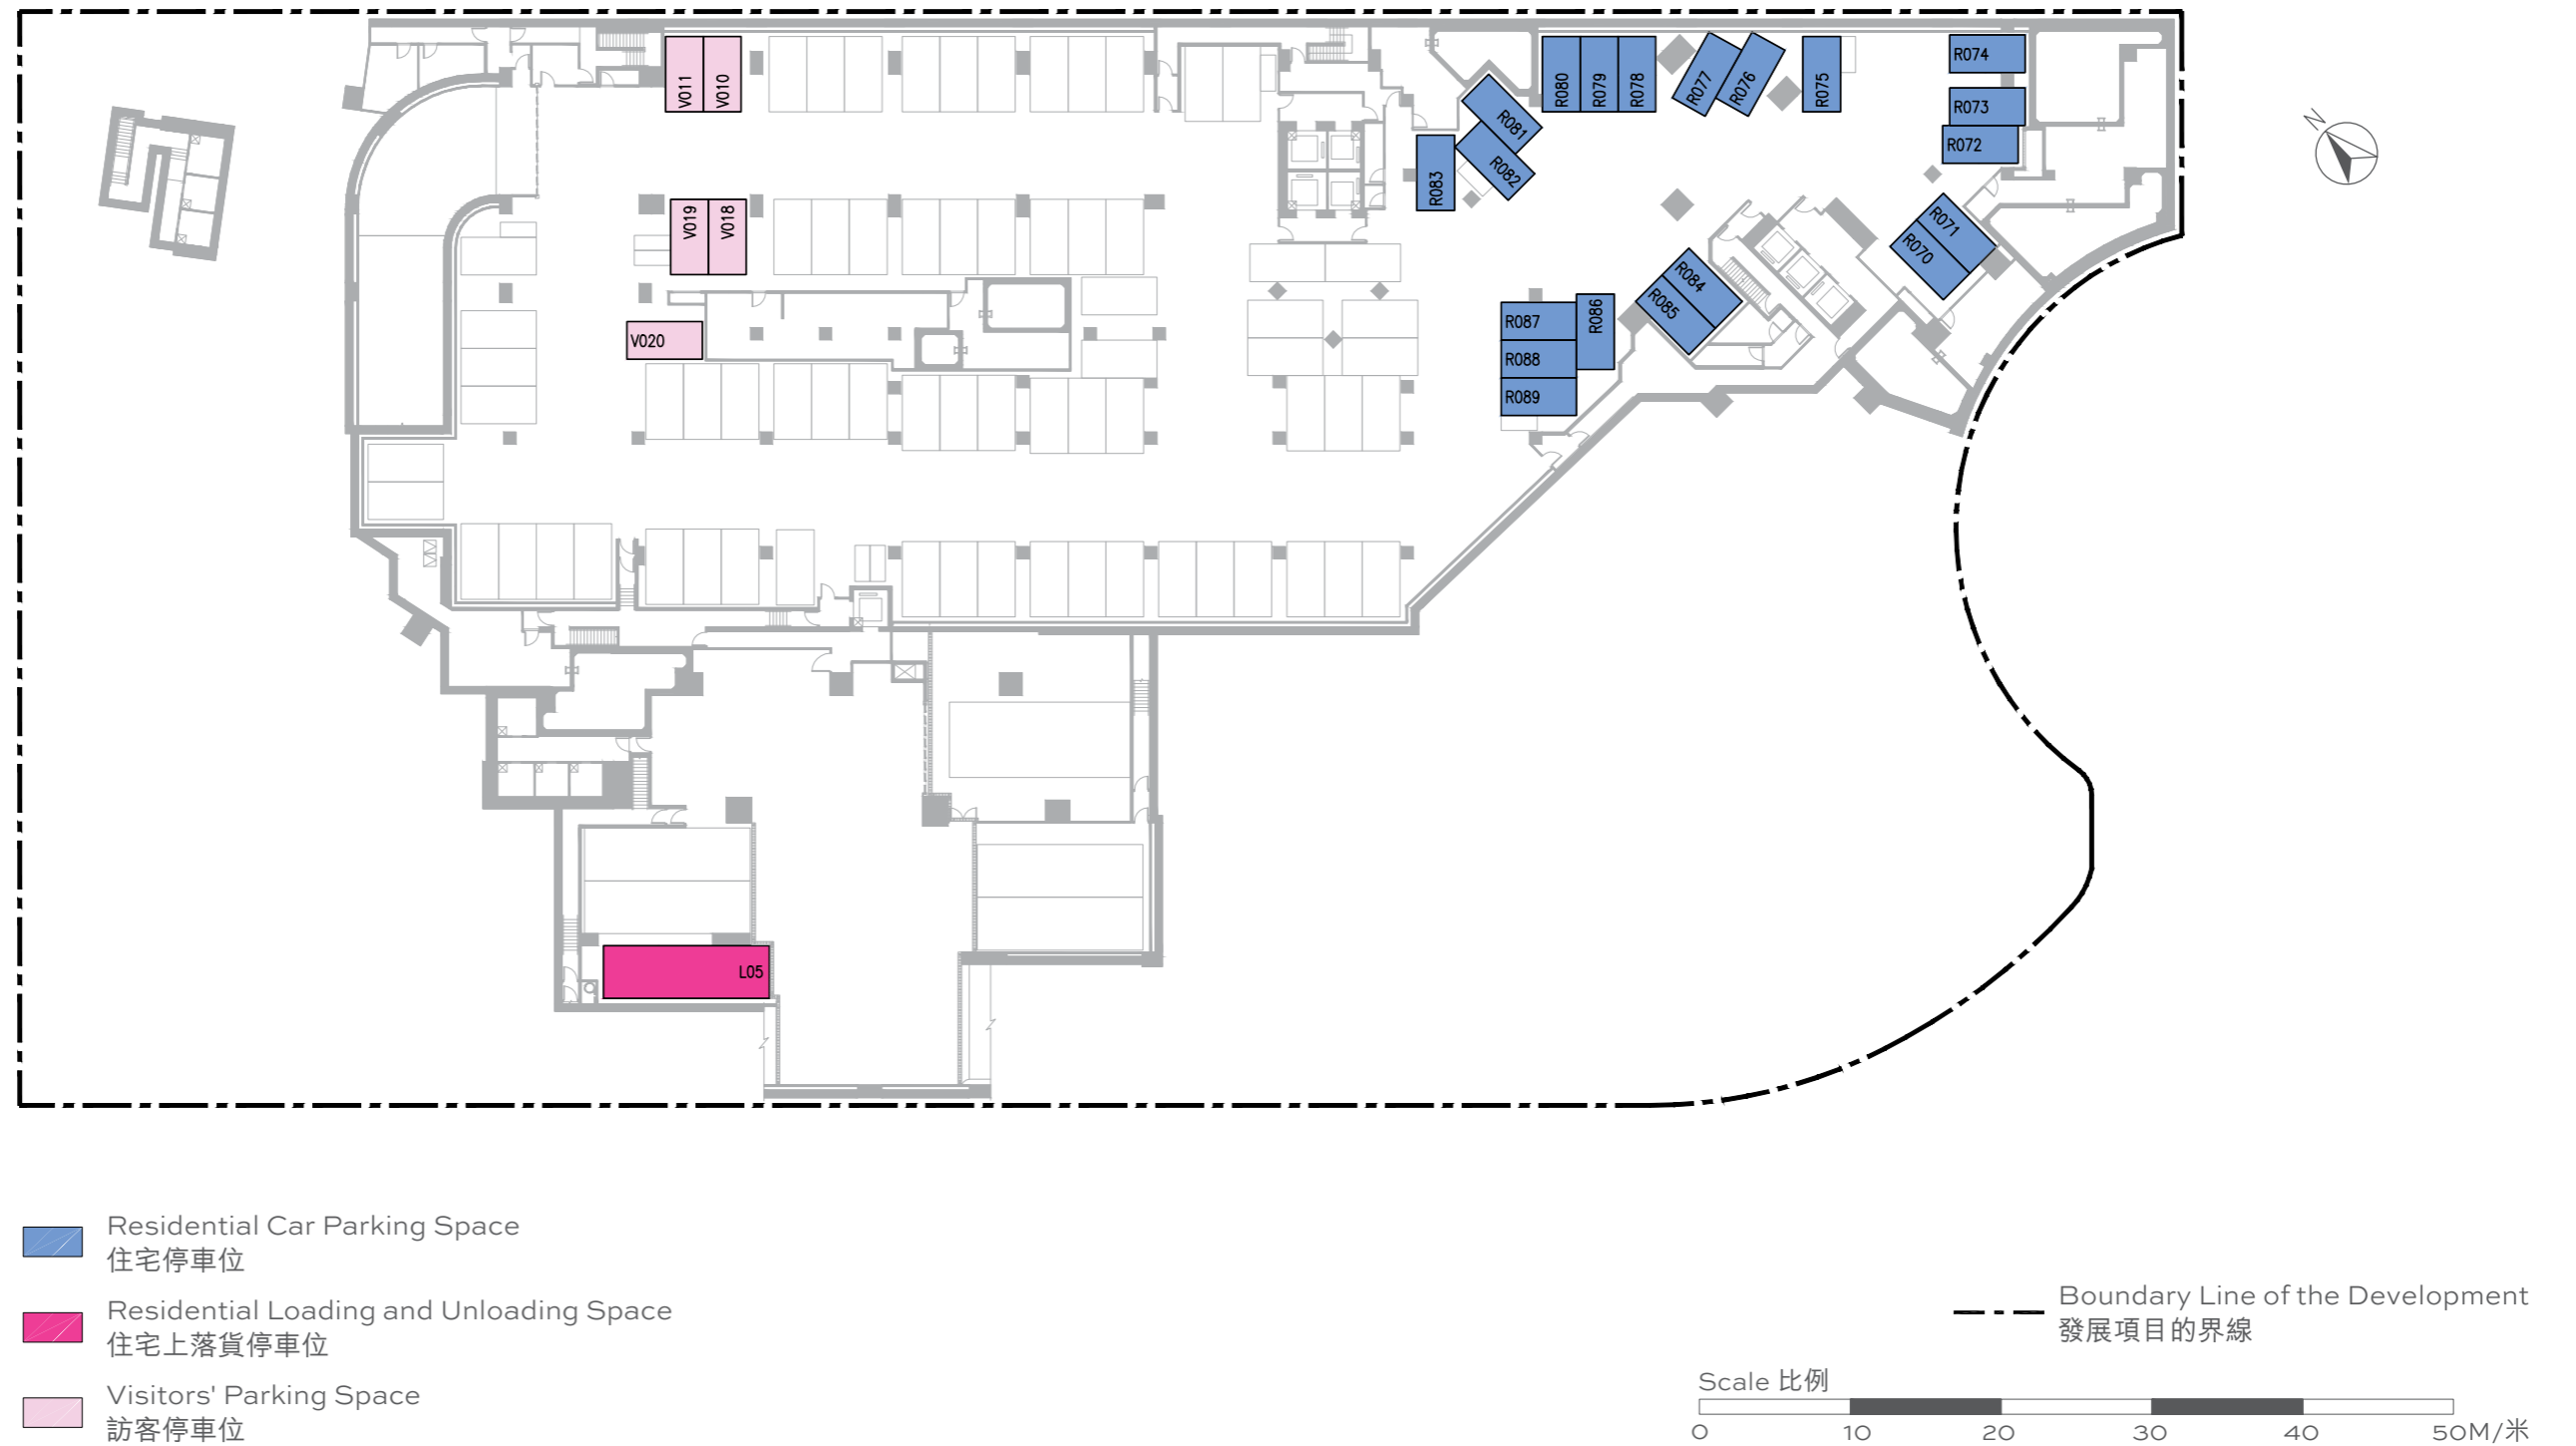 V011
V010
R080
R079
R078
R077
R076
R075
R074
R073
R072
R081
R082
R083
V019
V018
R071
R070
R084
R085
R086
R087
R088
R089
V020
L05
N
Residential Car Parking Space
住宅停車位
Residential Loading and Unloading Space
住宅上落貨停車位
Visitors' Parking Space
訪客停車位
Boundary Line of the Development
發展項目的界線
Scale 比例
0 10 20 30 40 50M/米